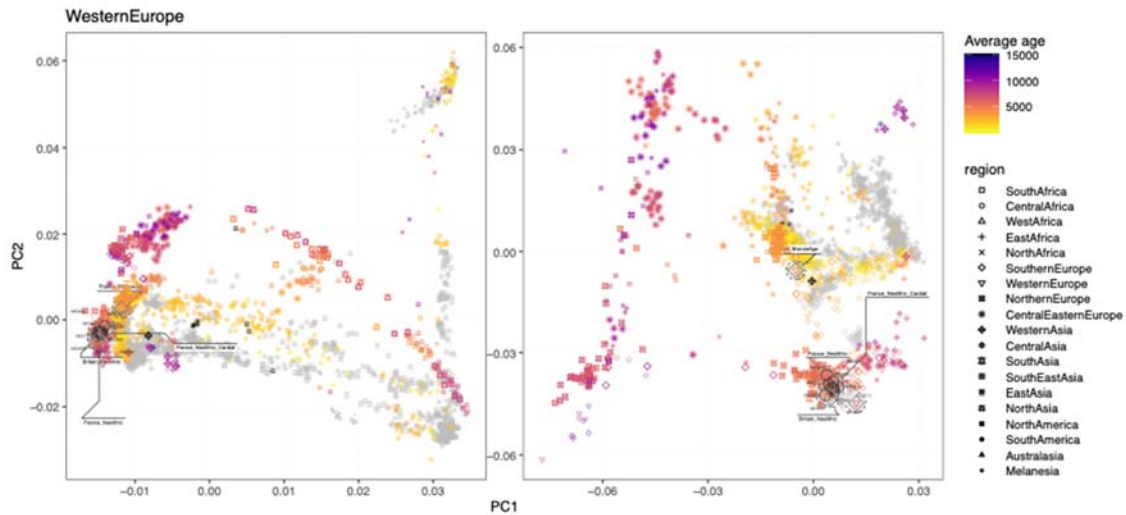 WesternEurope
Average age
15000
5000
region
SouthAfrica
CentralAfrica
WestAfrica
EastAfrica
NorthAfrica
SouthernEurope
WesternEurope
NorthernEurope
CentralEasternEurope
WesternAsia
CentralAsia
SouthAsia
SouthEastAsia
EastAsia
NorthAsia
NorthAmerica
SouthAmerica
Australasia
Melanesia
PC2
0.06
0.04
0.02
0.00
−0.02
−0.01
0.00
0.01
0.02
0.03
France_Neolithic_Cardial
France_Neolithic
0.06
0.03
0.00
−0.03
−0.06
−0.06
−0.03
0.00
0.03
France_Neolithic_Cardial
France_Neolithic
British_Neolithic
PC1